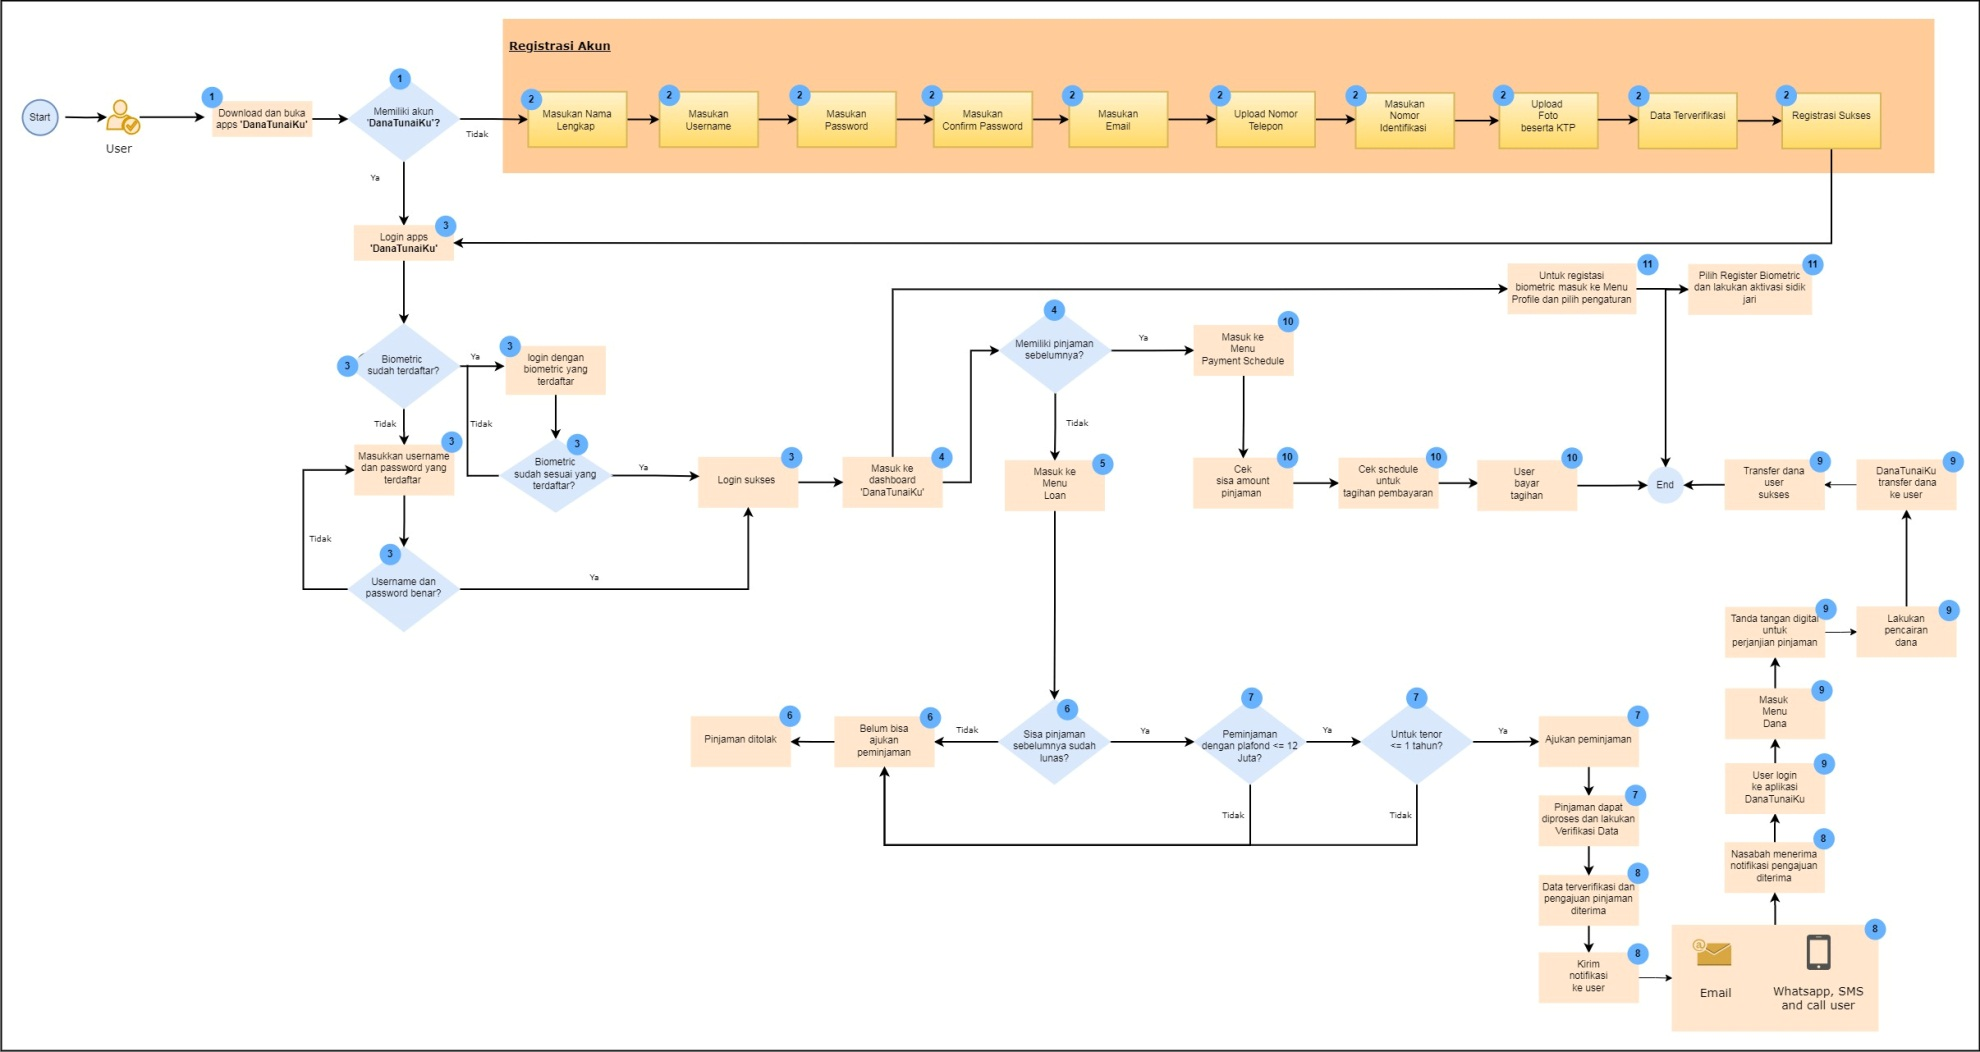 Registrasi Akun
Start
User
1
Download dan buka
apps 'DanaTunaiKu'
1
Memiliki akun
'DanaTunaiKu'?
Tidak
Ya
2
Masukan Nama
Lengkap
2
Masukan
Username
2
Masukan
Password
2
Masukan
Confirm Password
2
Masukan
Email
2
Upload Nomor
Telepon
2
Masukan
Nomor
Identifikasi
2
Upload
Foto
beserta KTP
2
Data Terverifikasi
2
Registrasi Sukses
3
Login apps
'DanaTunaiKu'
3
Biometric
sudah terdaftar?
Ya
Tidak
3
login dengan
biometric yang
terdaftar
3
Biometric
sudah sesuai yang
terdaftar?
Tidak
Ya
3
Masukkan username
dan password yang
terdaftar
3
Username dan
password benar?
Tidak
Ya
3
Login sukses
4
Masuk ke
dashboard
'DanaTunaiKu'
11
Untuk registasi
biometric masuk ke Menu
Profile dan pilih pengaturan
11
Pilih Register Biometric
dan lakukan aktivasi sidik
jari
4
Memiliki pinjaman
sebelumnya?
Ya
Tidak
10
Masuk ke
Menu
Payment Schedule
10
Cek
sisa amount
pinjaman
10
Cek schedule
untuk
tagihan pembayaran
10
User
bayar
tagihan
End
5
Masuk ke
Menu
Loan
6
Sisa pinjaman
sebelumnya sudah
lunas?
Tidak
Ya
6
Belum bisa
ajukan
peminjaman
6
Pinjaman ditolak
7
Peminjaman
dengan plafond <= 12
Juta?
Ya
Tidak
7
Untuk tenor
<= 1 tahun?
Ya
Tidak
7
Ajukan peminjaman
7
Pinjaman dapat
diproses dan lakukan
Verifikasi Data
8
Data terverifikasi dan
pengajuan pinjaman
diterima
8
Kirim
notifikasi
ke user
8
Email
Whatsapp, SMS
and call user
8
Nasabah menerima
notifikasi pengajuan
diterima
9
User login
ke aplikasi
DanaTunaiKu
9
Masuk
Menu
Dana
9
Tanda tangan digital
untuk
perjanjian pinjaman
9
Lakukan
pencairan
dana
9
DanaTunaiKu
transfer dana
ke user
9
Transfer dana
user
sukses